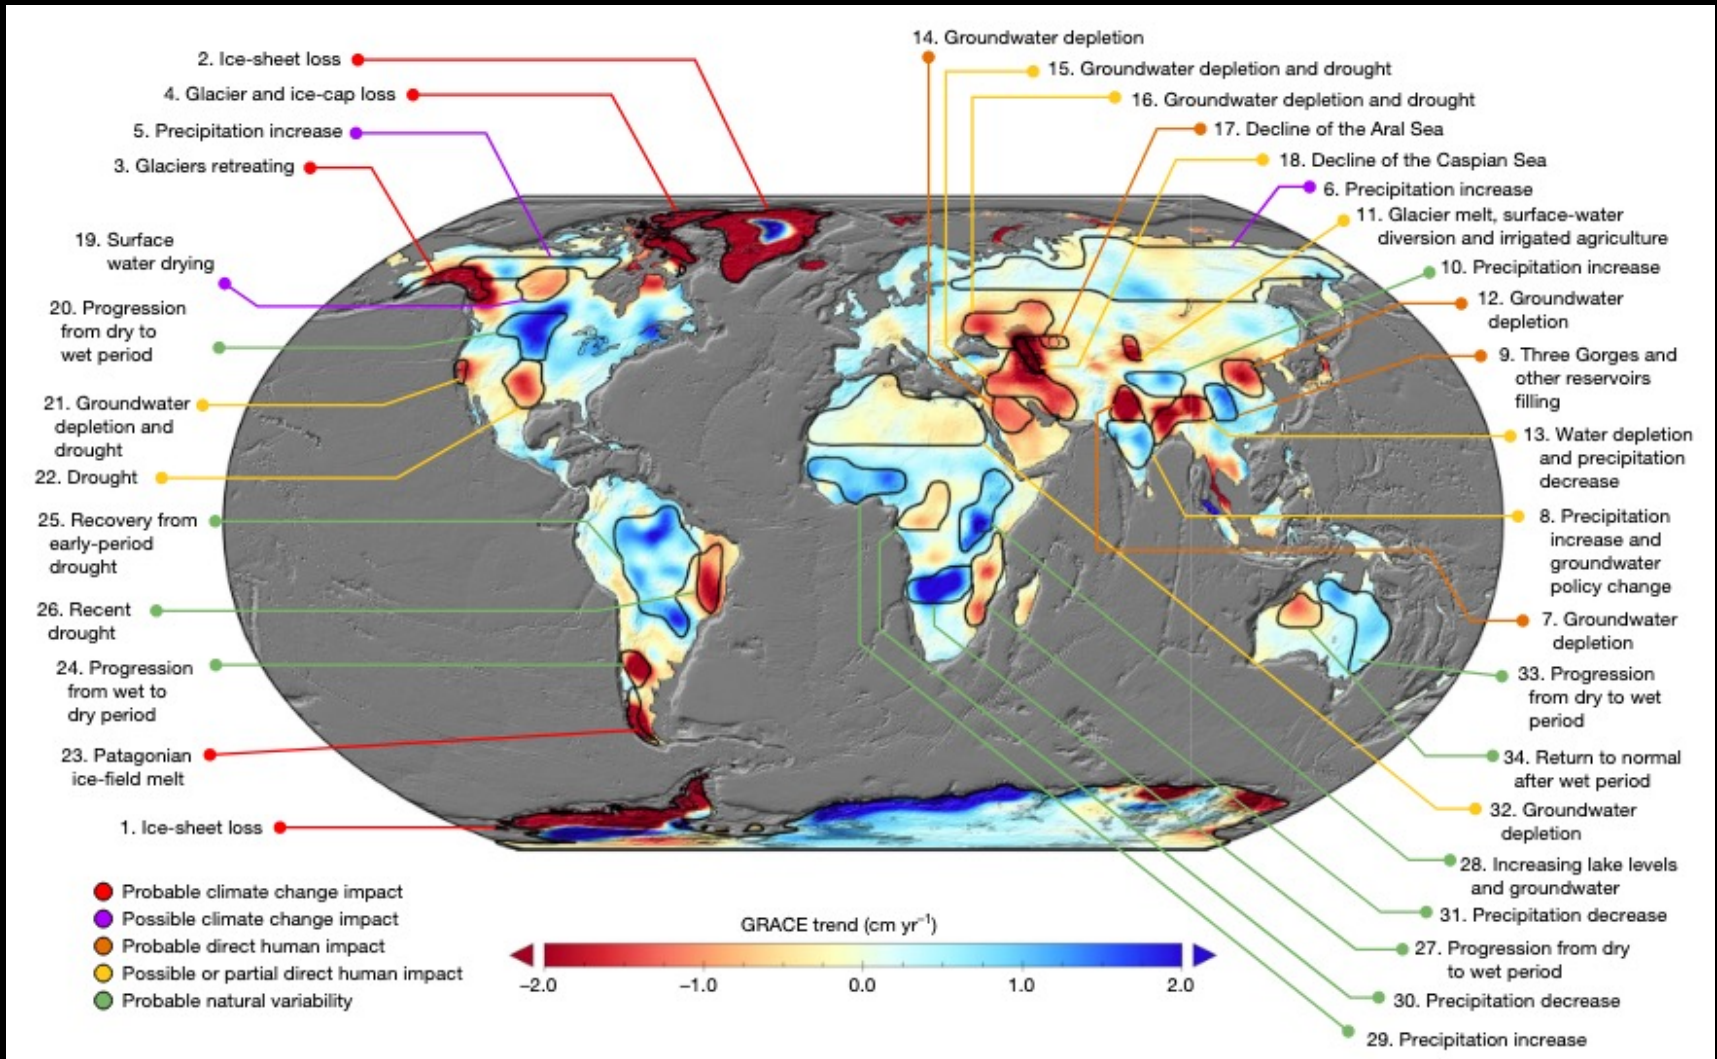 14. Groundwater depletion
2. Ice-sheet loss
15. Groundwater depletion and drought
4. Glacier and ice-cap loss
16. Groundwater depletion and drought
5. Precipitation increase
17. Decline of the Aral Sea
3. Glaciers retreating
18. Decline of the Caspian Sea
6. Precipitation increase
11. Glacier melt, surface-water
diversion and irrigated agriculture
19. Surface
water drying
10. Precipitation increase
20. Progression
from dry to
wet period
12. Groundwater
depletion
9. Three Gorges and
other reservoirs
filling
21. Groundwater
depletion and
drought
13. Water depletion
and precipitation
decrease
22. Drought
25. Recovery from
early-period
drought
8. Precipitation
increase and
groundwater
policy change
26. Recent
drought
7. Groundwater
depletion
24. Progression
from wet to
dry period
33. Progression
from dry to wet
period
23. Patagonian
ice-field melt
34. Return to normal
after wet period
1. Ice-sheet loss
32. Groundwater
depletion
28. Increasing lake levels
and groundwater
31. Precipitation decrease
27. Progression from dry
to wet period
30. Precipitation decrease
29. Precipitation increase
Probable climate change impact
Possible climate change impact
Probable direct human impact
Possible or partial direct human impact
Probable natural variability
GRACE trend (cm yr⁻¹)
−2.0 −1.0 0.0 1.0 2.0